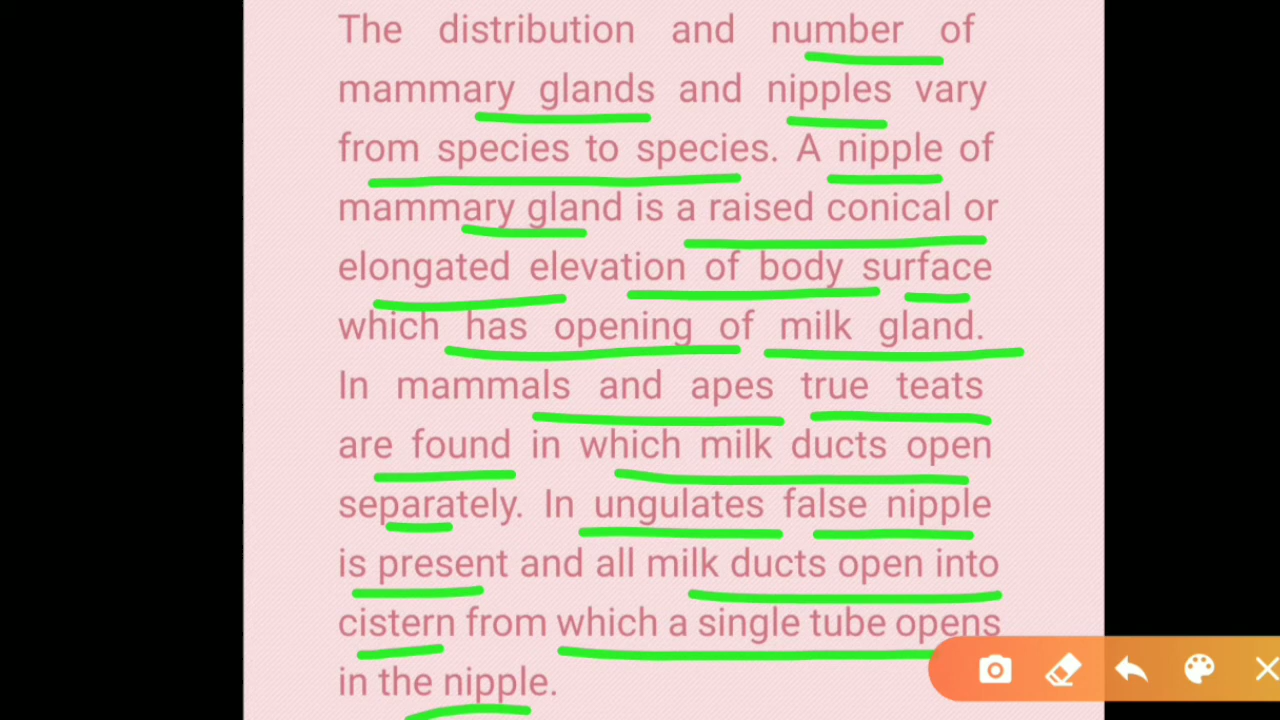 The distribution and number of
mammary glands and nipples vary
from species to species. A nipple of
mammary gland is a raised conical or
elongated elevation of body surface
which has opening of milk gland.
In mammals and apes true teats
are found in which milk ducts open
separately. In ungulates false nipple
is present and all milk ducts open into
cistern from which a single tube opens
in the nipple.